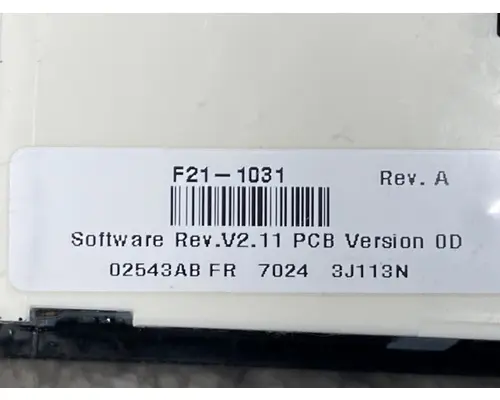 F21-1031 Rev. A
Software Rev.V2.11 PCB Version 0D
02543AB FR 7024 3J113N